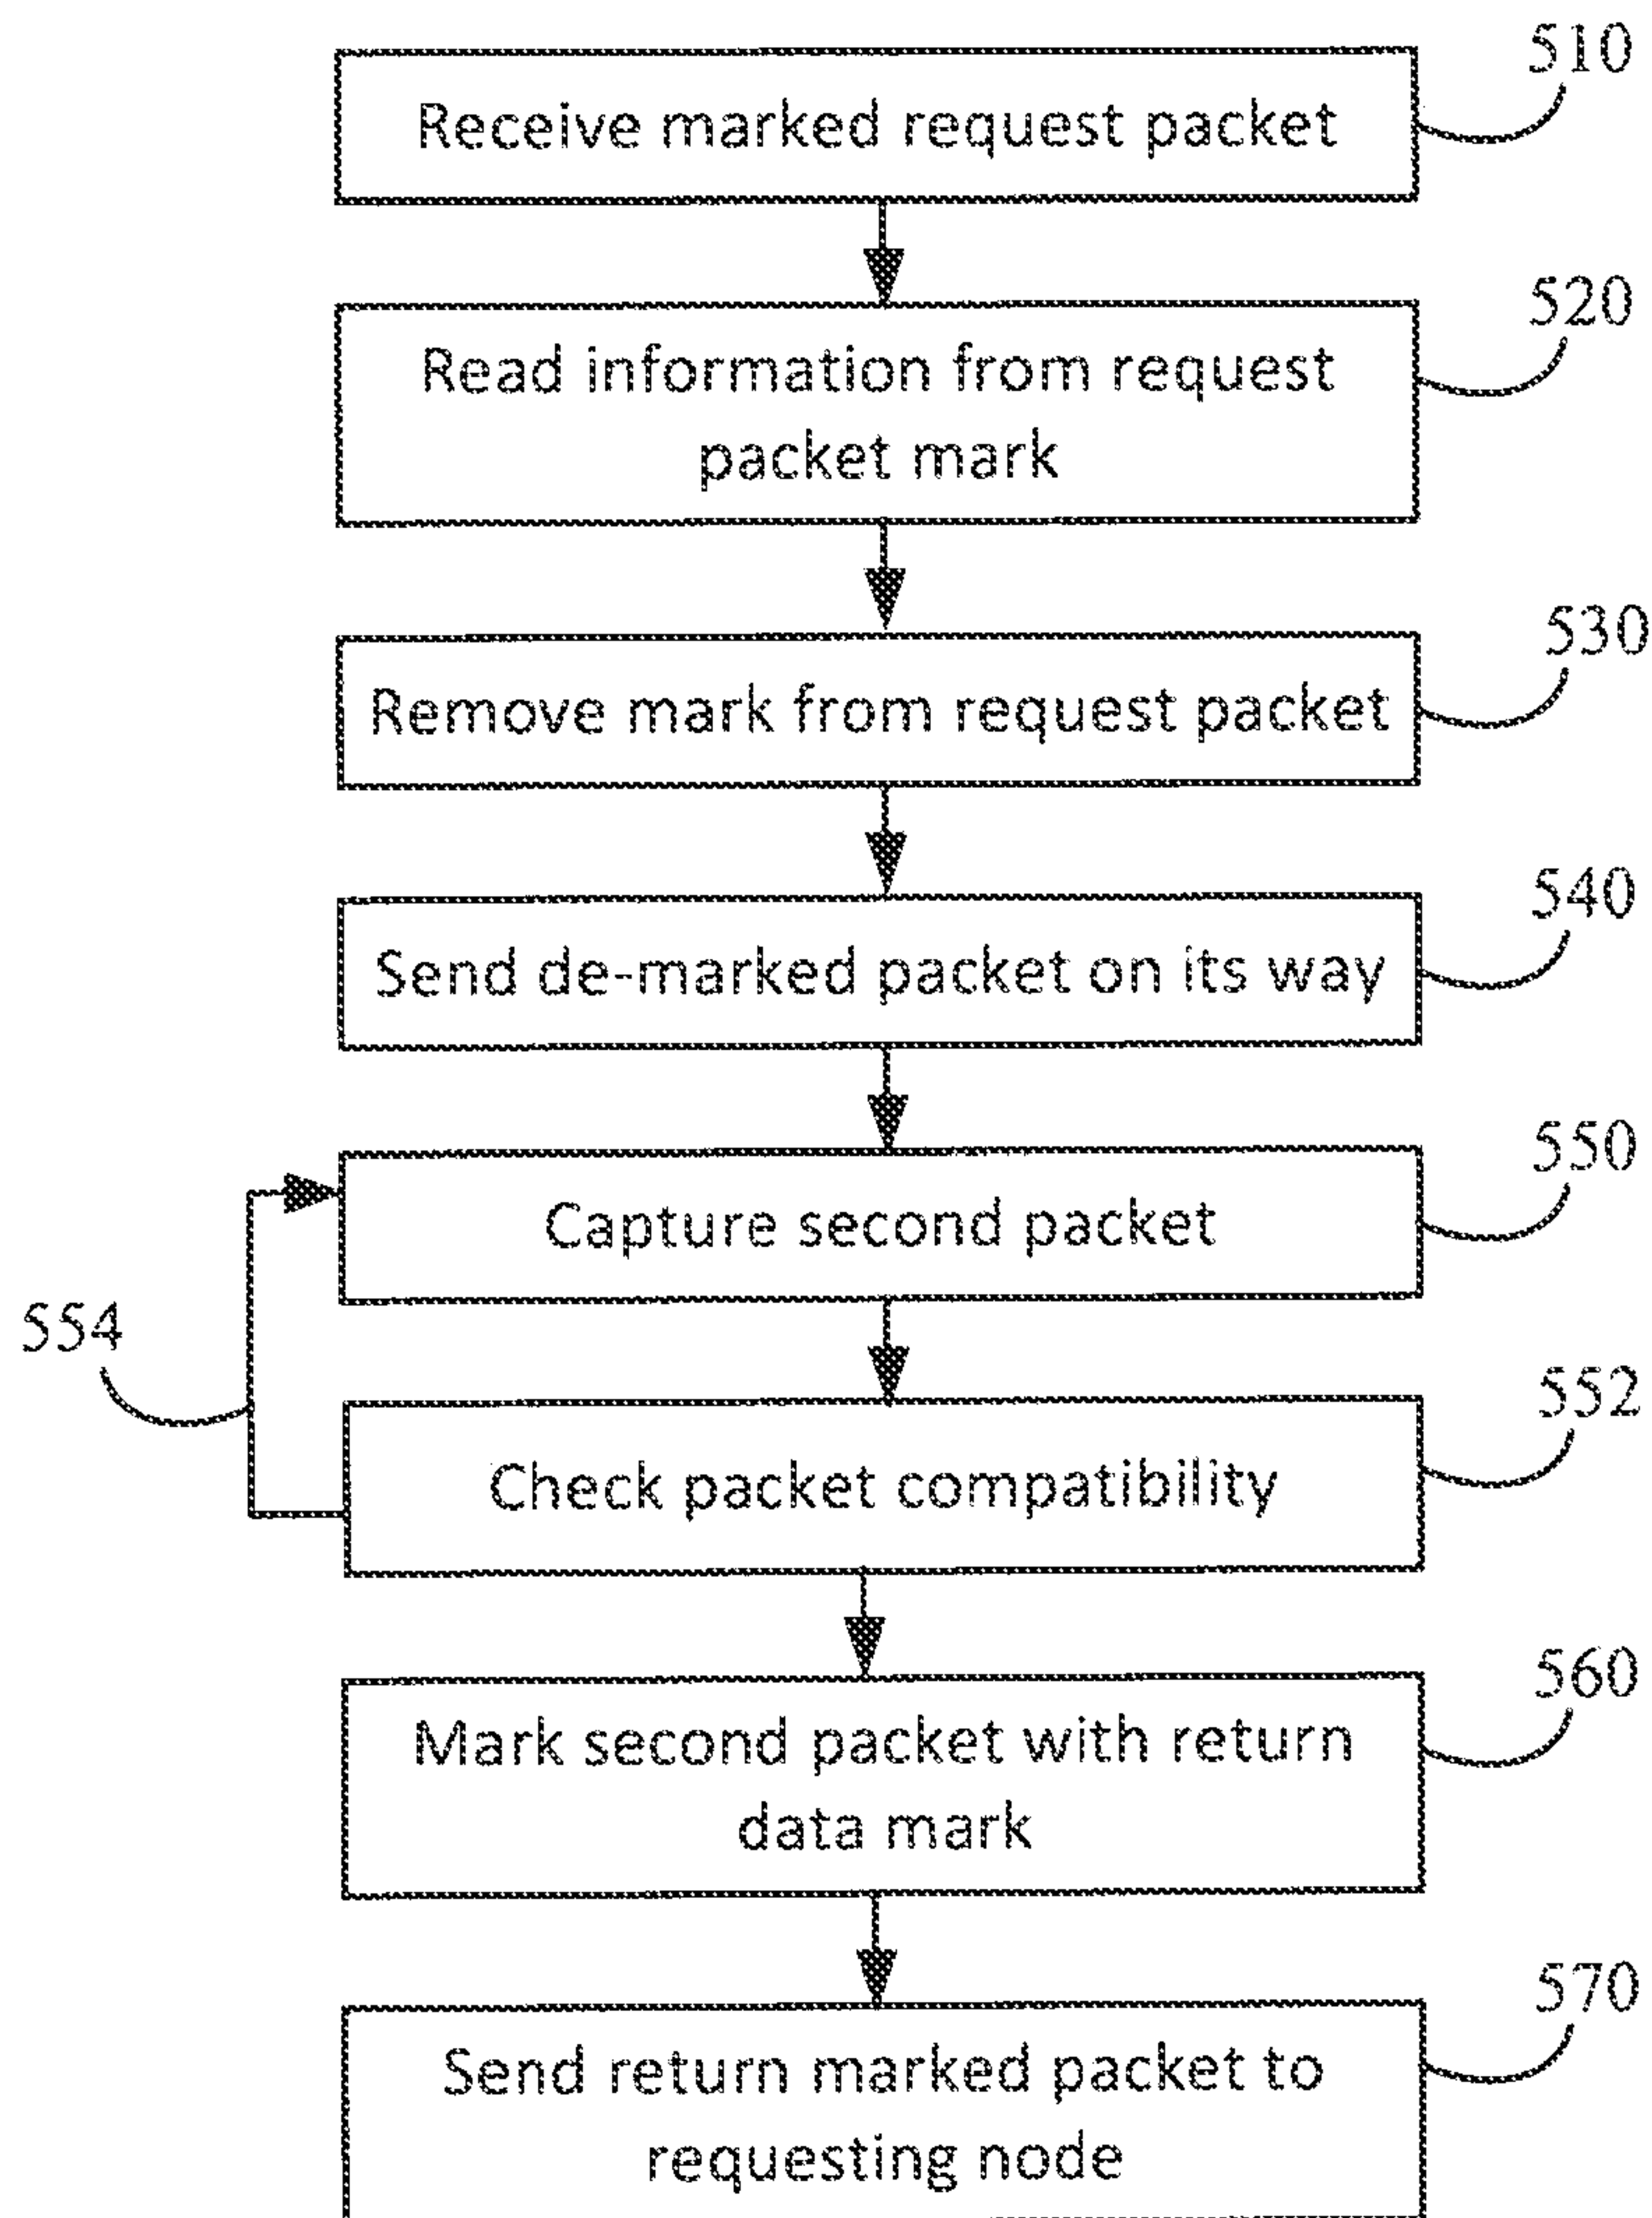 510
Receive marked request packet
520
Read information from request
packet mark
530
Remove mark from request packet
540
Send de-marked packet on its way
550
Capture second packet
554
552
Check packet compatibility
560
Mark second packet with return
data mark
570
Send return marked packet to
requesting node